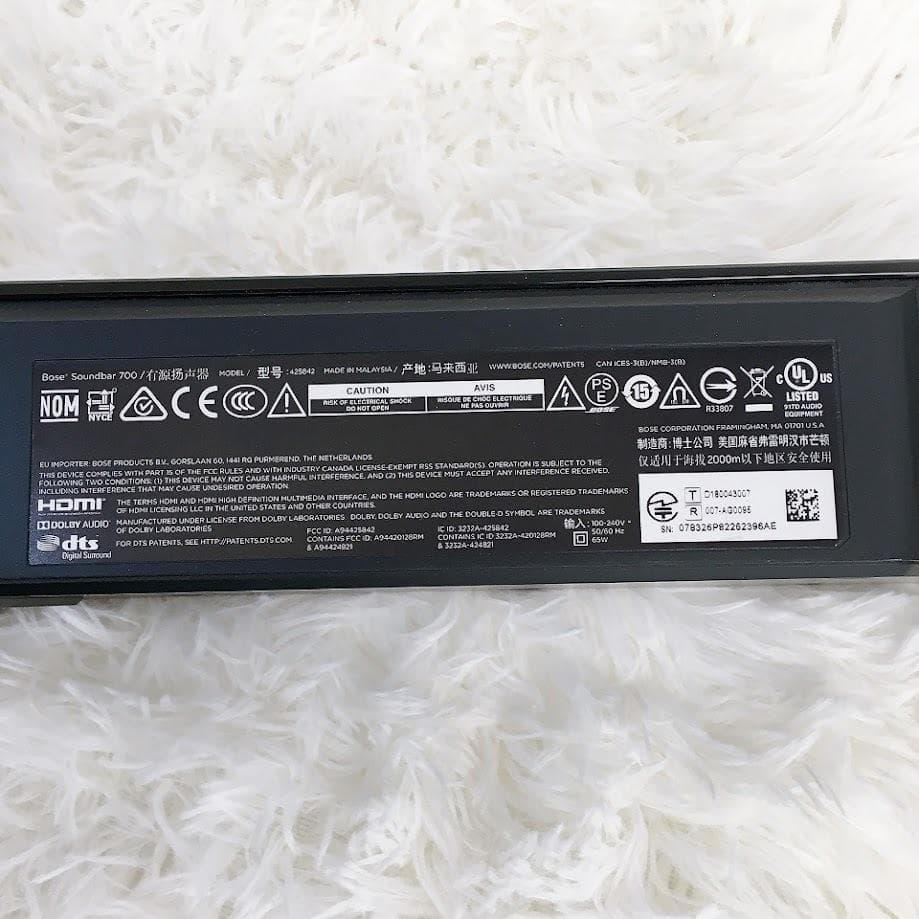 Bose® Soundbar 700 / 有源扬声器 MODEL / 型号: 425842 MADE IN MALAYSIA / 产地: 马来西亚 WWW.BOSE.COM/PATENTS CAN ICES-3(B)/NMB-3(B)
NOM
NYCE
CE
CCC
CAUTION
RISK OF ELECTRICAL SHOCK
DO NOT OPEN
AVIS
RISQUE DE CHOC ELECTRIQUE
NE PAS OUVRIR
PS
E
BOSE
15
R33807
C UL US
LISTED
917D AUDIO
EQUIPMENT
BOSE CORPORATION FRAMINGHAM, MA 01701 U.S.A
制造商: 博士公司 美国麻省弗雷明汉市芒顿
仅适用于海拔2000m以下地区安全使用
EU IMPORTER: BOSE PRODUCTS B.V., GORSLAAN 60, 1441 RG PURMEREND, THE NETHERLANDS
THIS DEVICE COMPLIES WITH PART 15 OF THE FCC RULES AND WITH INDUSTRY CANADA LICENSE-EXEMPT RSS STANDARD(S). OPERATION IS SUBJECT TO THE
FOLLOWING TWO CONDITIONS: (1) THIS DEVICE MAY NOT CAUSE HARMFUL INTERFERENCE, AND (2) THIS DEVICE MUST ACCEPT ANY INTERFERENCE RECEIVED,
INCLUDING INTERFERENCE THAT MAY CAUSE UNDESIRED OPERATION.
HDMI
THE TERMS HDMI AND HDMI HIGH DEFINITION MULTIMEDIA INTERFACE, AND THE HDMI LOGO ARE TRADEMARKS OR REGISTERED TRADEMARKS
OF HDMI LICENSING LLC IN THE UNITED STATES AND OTHER COUNTRIES.
DOLBY AUDIO™
MANUFACTURED UNDER LICENSE FROM DOLBY LABORATORIES. DOLBY, DOLBY AUDIO AND THE DOUBLE-D SYMBOL ARE TRADEMARKS
OF DOLBY LABORATORIES
dts
Digital Surround
FOR DTS PATENTS, SEE HTTP://PATENTS.DTS.COM.
FCC ID: A94425842
CONTAINS FCC ID: A94420128RM
& A94424821
IC ID: 3232A-425842
CONTAINS IC ID 3232A-420128RM
& 3232A-424821
输入: 100-240V~
50/60 Hz
65W
T D180043007
R 007-AG0095
SN: 078326P82262396AE